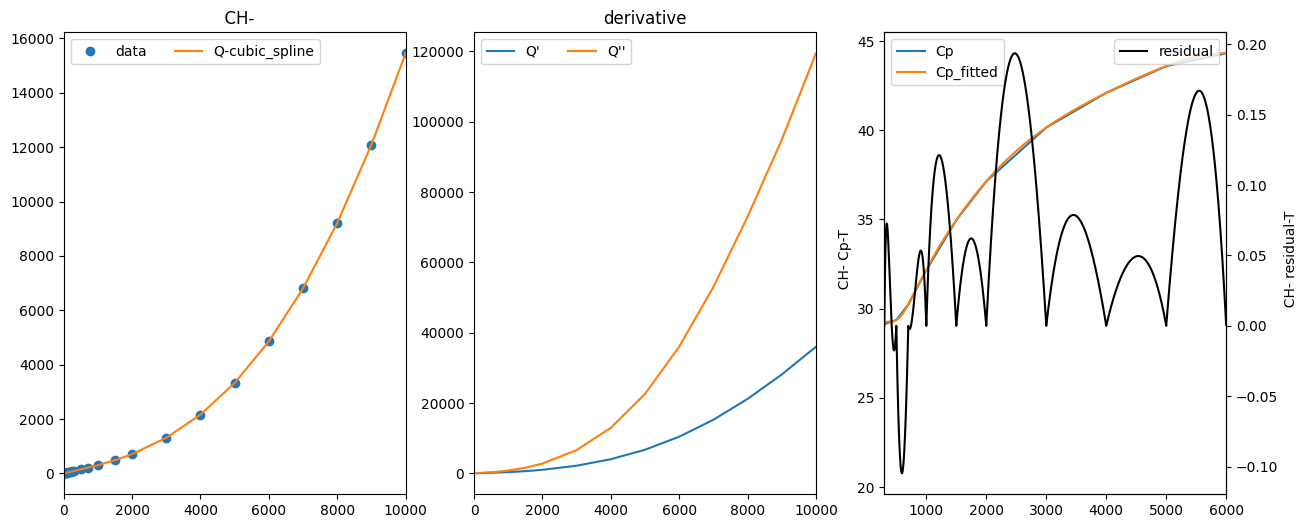 CH-
data
Q-cubic_spline
16000
14000
12000
10000
8000
6000
4000
2000
0
0 2000 4000 6000 8000 10000
derivative
Q'
Q''
120000
100000
80000
60000
40000
20000
0
0 2000 4000 6000 8000 10000
Cp
Cp_fitted
residual
CH- Cp-T
45
40
35
30
25
20
1000 2000 3000 4000 5000 6000
0.20
0.15
0.10
0.05
0.00
−0.05
−0.10
CH- residual-T